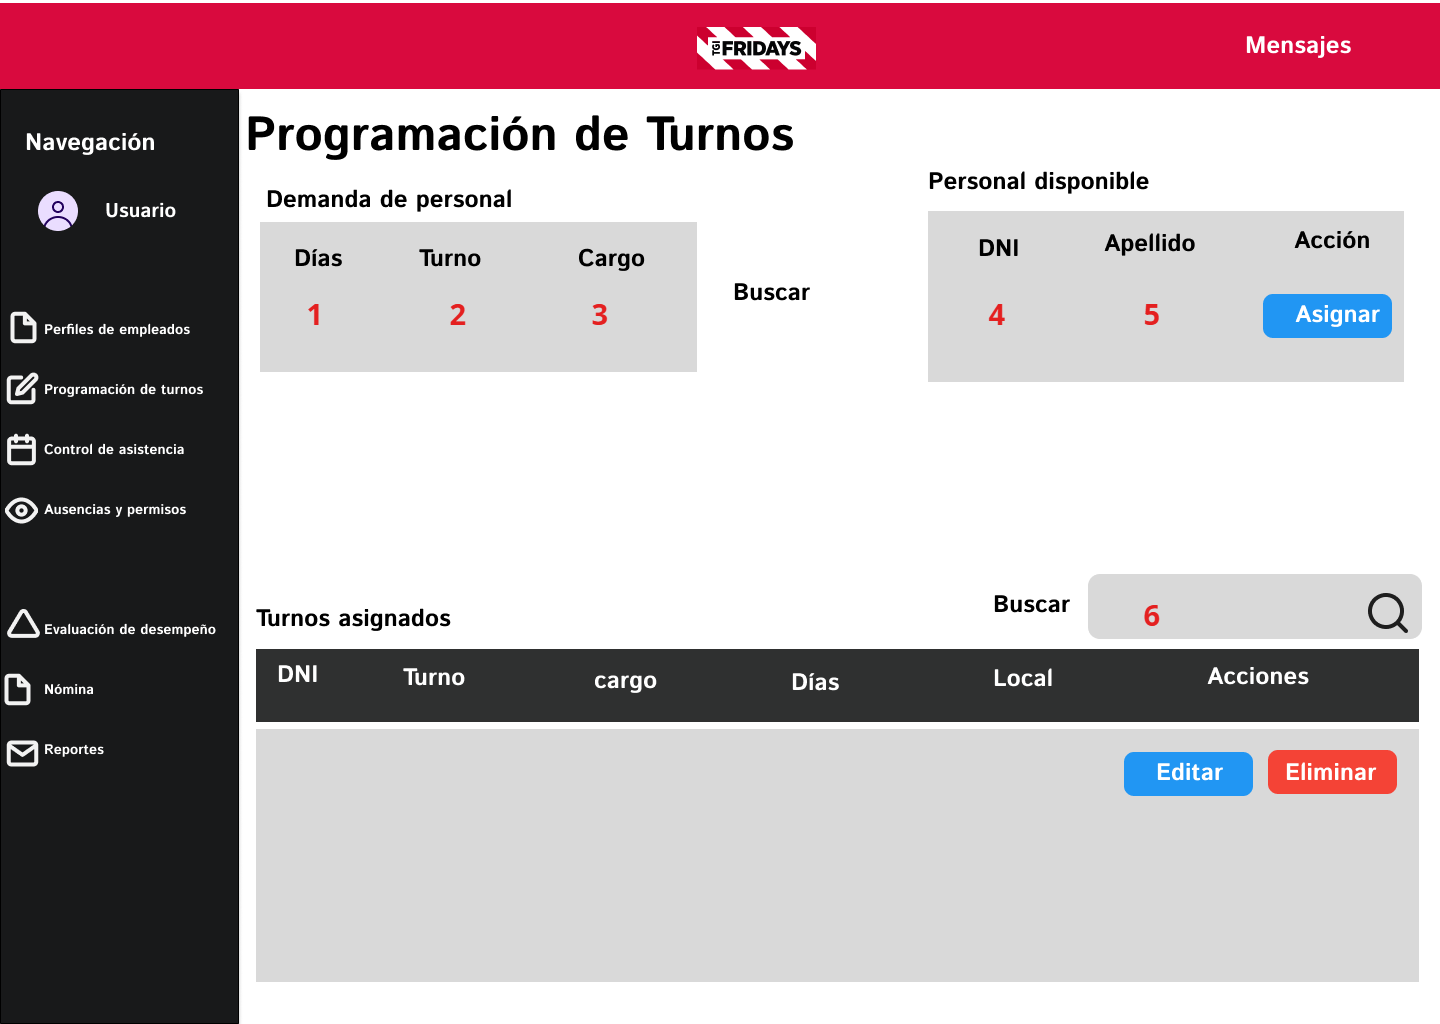 TGI FRIDAYS
Mensajes
Navegación
Usuario
Perfiles de empleados
Programación de turnos
Control de asistencia
Ausencias y permisos
Evaluación de desempeño
Nómina
Reportes
Programación de Turnos
Demanda de personal
Días Turno Cargo
1 2 3
Buscar
Personal disponible
DNI Apellido Acción
4 5 Asignar
Turnos asignados
Buscar 6
DNI Turno cargo Días Local Acciones
Editar Eliminar